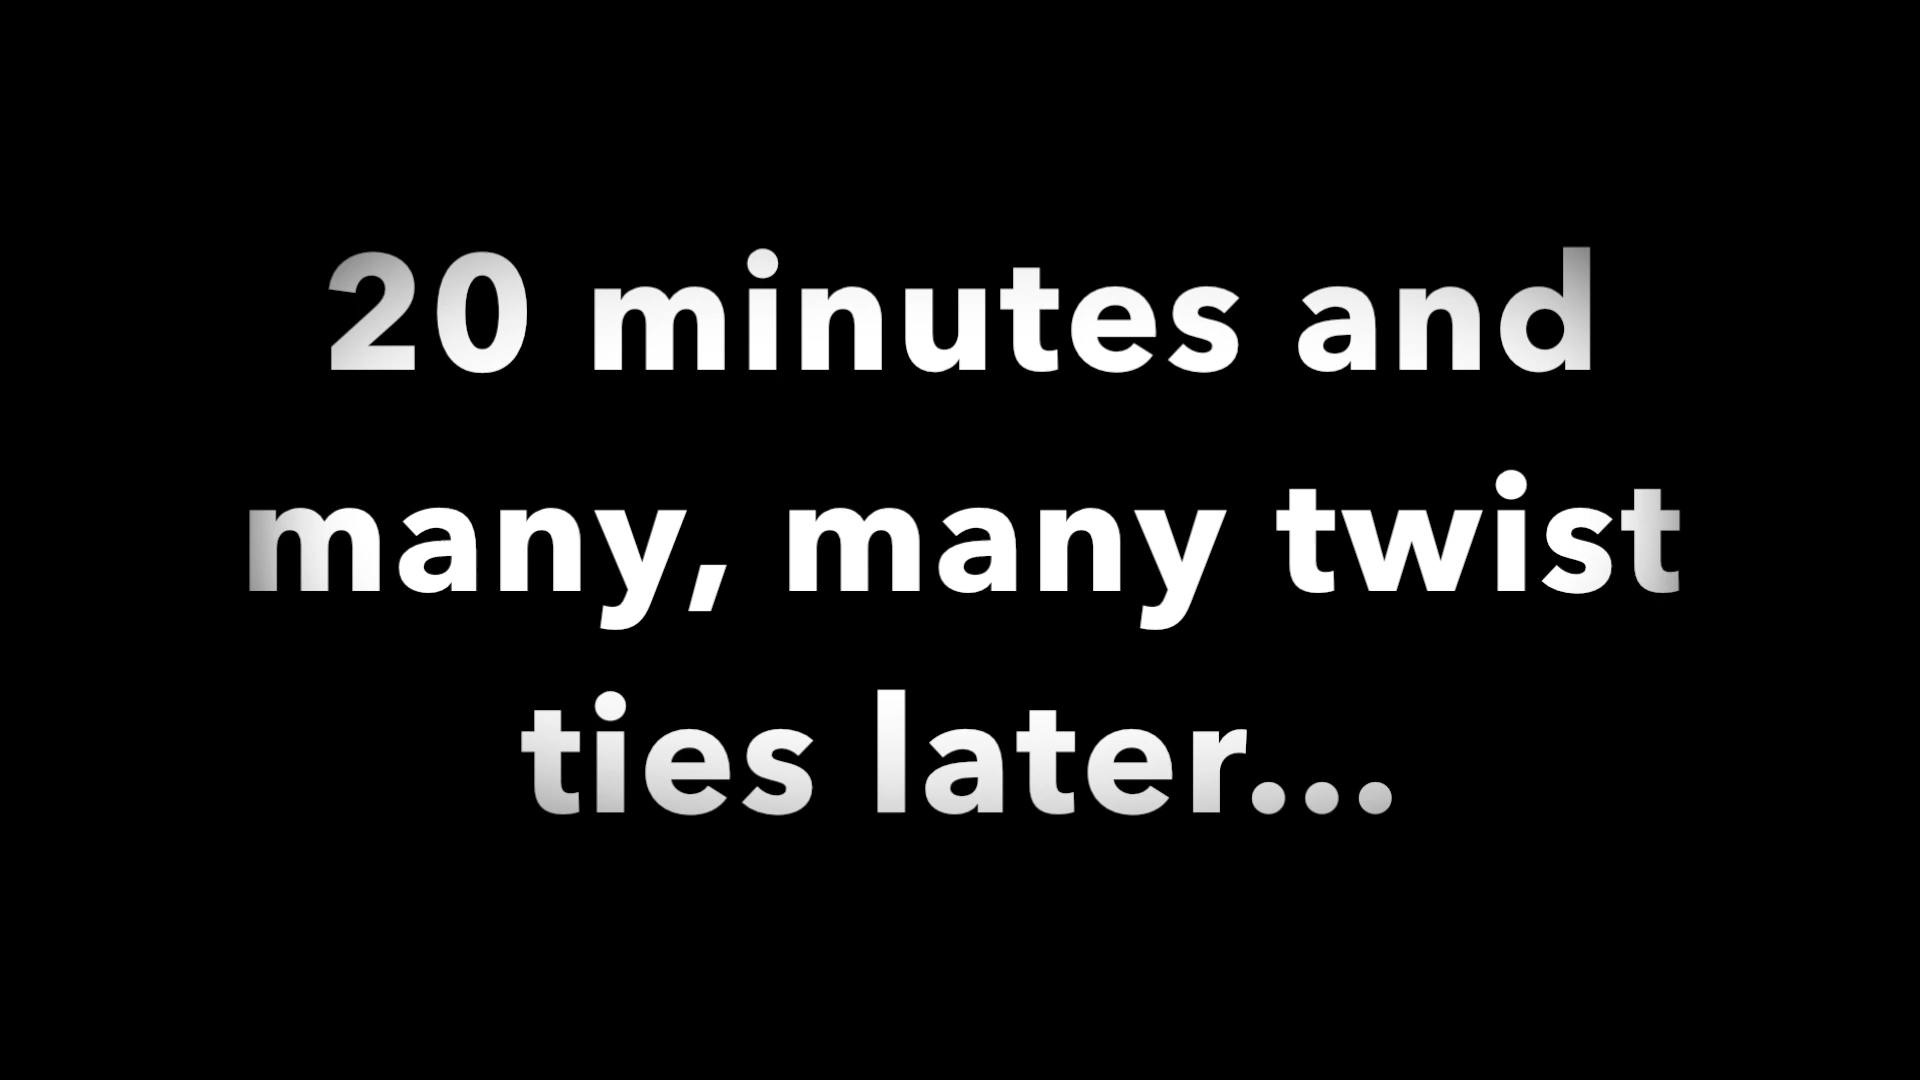 20 minutes and
many, many twist
ties later...